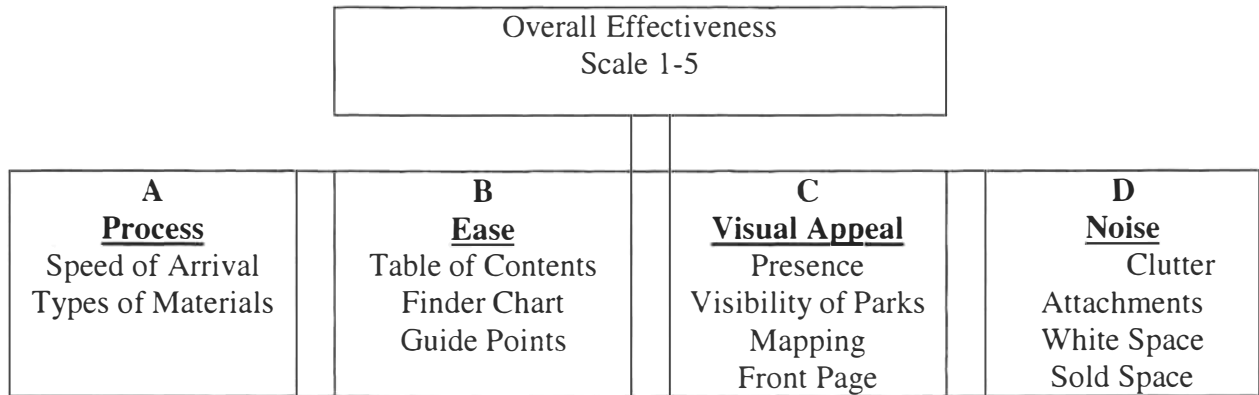 Overall Effectiveness
Scale 1-5
A
Process
Speed of Arrival
Types of Materials
B
Ease
Table of Contents
Finder Chart
Guide Points
C
Visual Appeal
Presence
Visibility of Parks
Mapping
Front Page
D
Noise
Clutter
Attachments
White Space
Sold Space